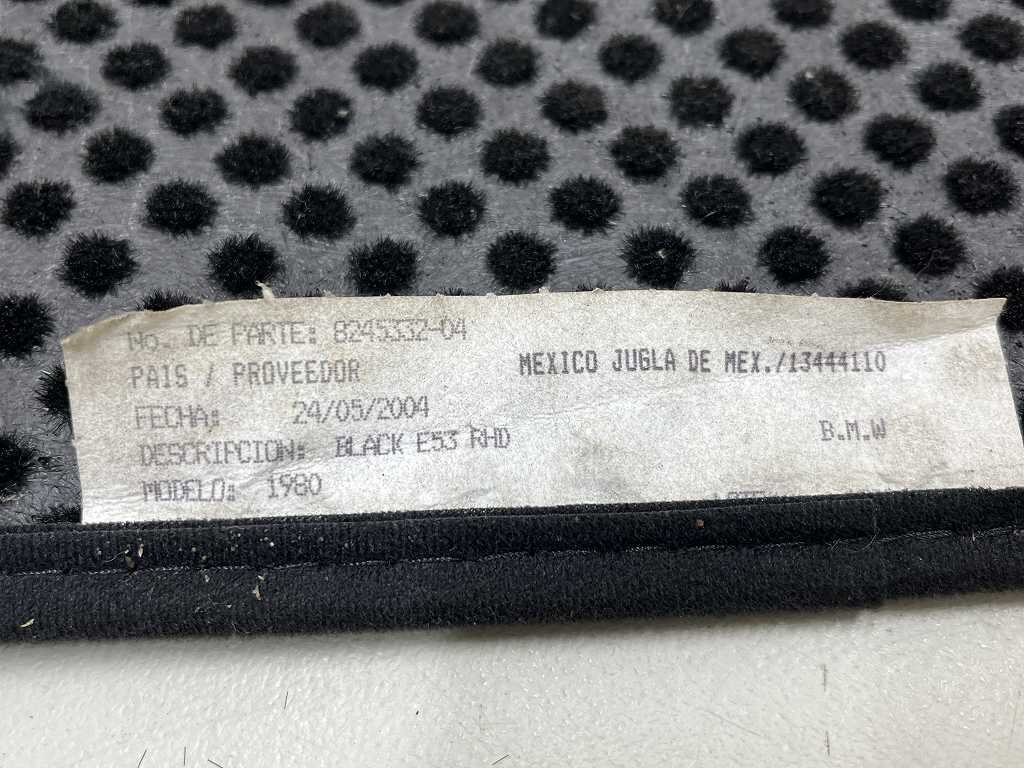 No. DE PARTE: 8245332-04
PAIS / PROVEEDOR MEXICO JUGLA DE MEX./13444110
FECHA: 24/05/2004
DESCRIPCION: BLACK E53 RHD B.M.W
MODELO: 1980